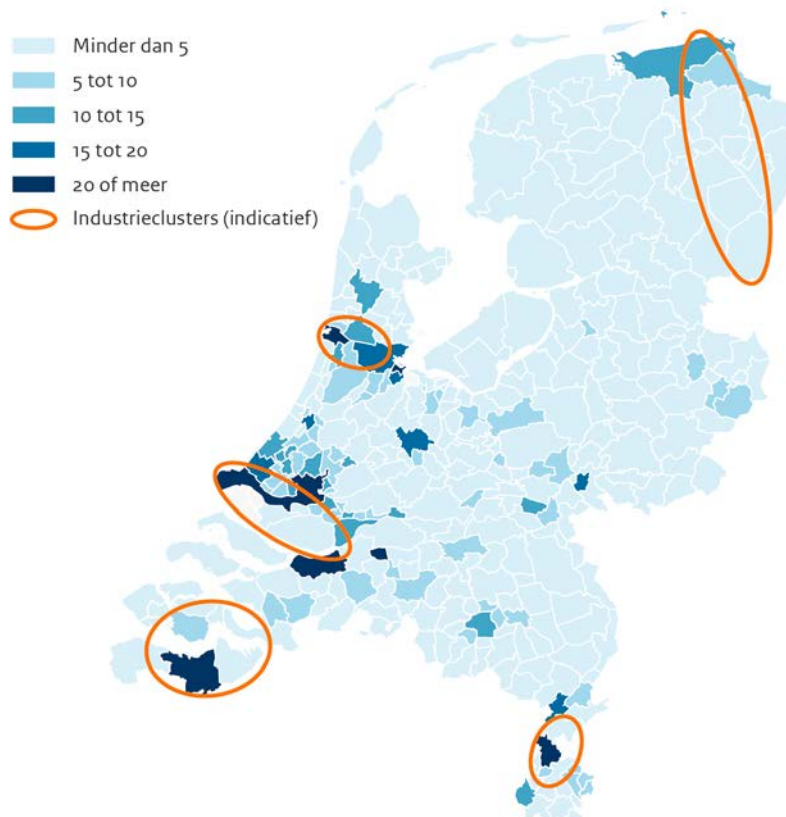 Minder dan 5
5 tot 10
10 tot 15
15 tot 20
20 of meer
Industrieclusters (indicatief)